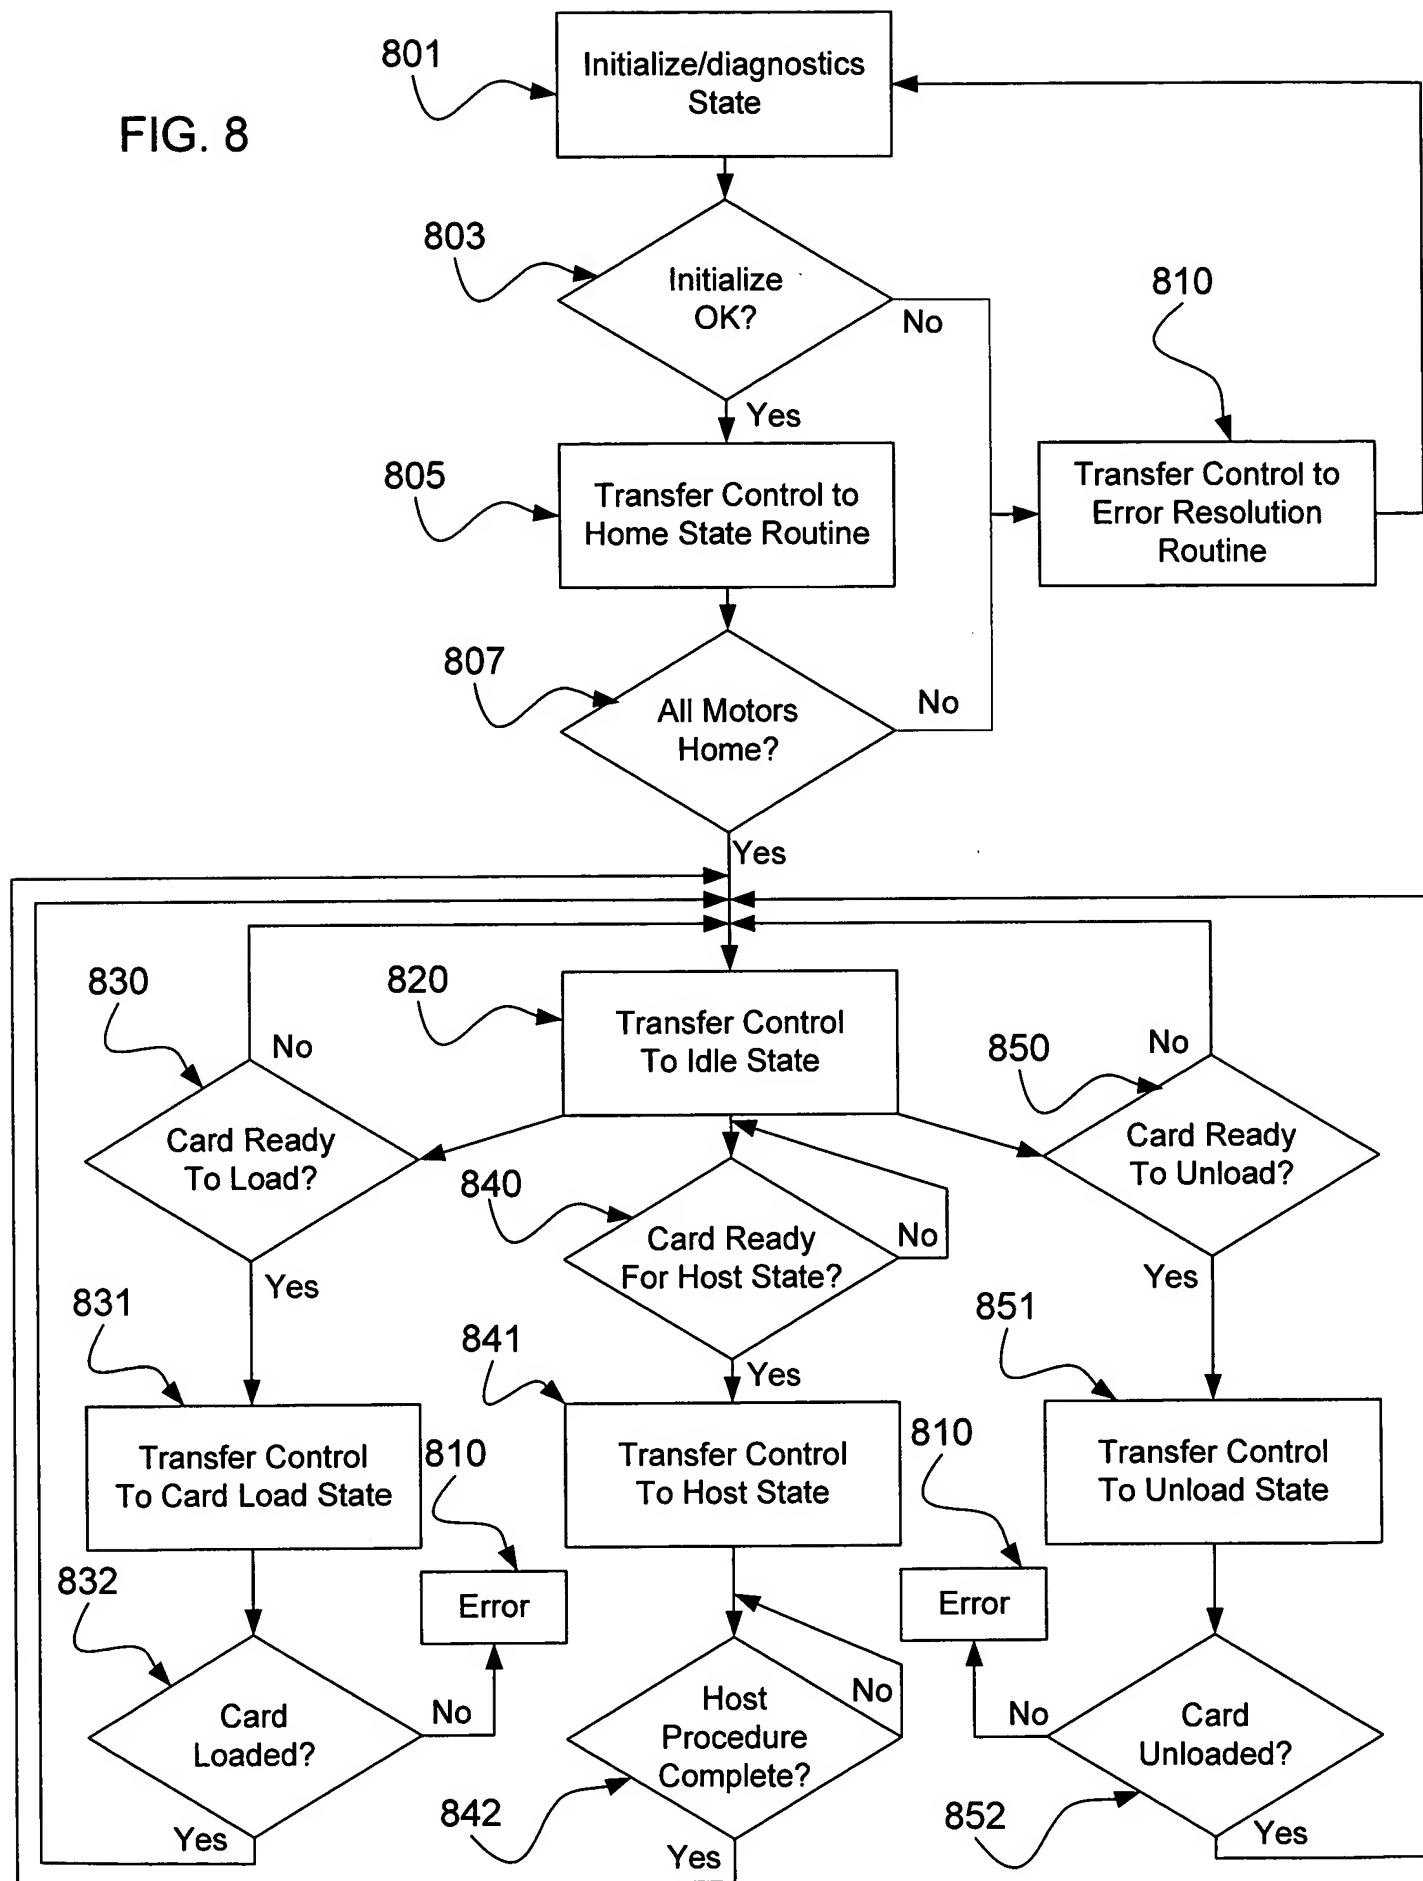 801
Initialize/diagnostics
State
FIG. 8
803
Initialize
OK?
No
810
Yes
805
Transfer Control to
Home State Routine
Transfer Control to
Error Resolution
Routine
807
All Motors
Home?
No
Yes
830
820
Transfer Control
To Idle State
850
No
No
Card Ready
To Load?
840
Card Ready
For Host State?
No
Card Ready
To Unload?
Yes
Yes
831
841
Yes
851
Transfer Control
To Card Load State
810
Transfer Control
To Host State
810
Transfer Control
To Unload State
832
Error
Error
Card
Loaded?
No
Host
Procedure
Complete?
No
No
Card
Unloaded?
Yes
842
Yes
852
Yes